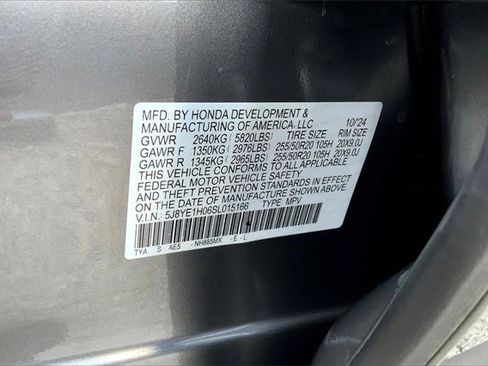 MFD. BY HONDA DEVELOPMENT &
MANUFACTURING OF AMERICA, LLC 10/24
GVWR 2640KG ( 5820LBS) TIRE SIZE RIM SIZE
GAWR F 1350KG( 2976LBS) 255/50R20 105H 20X9.0J
GAWR R 1345KG( 2965LBS) 255/50R20 105H 20X9.0J
THIS VEHICLE CONFORMS TO ALL APPLICABLE
FEDERAL MOTOR VEHICLE SAFETY, BUMPER, AND
THEFT PREVENTION STANDARDS IN EFFECT ON THE
DATE OF MANUFACTURE SHOWN ABOVE.
V.I.N.: 5J8YE1H06SL015166 TYPE: MPV
TYA S AE5 - NH885MX - E - L